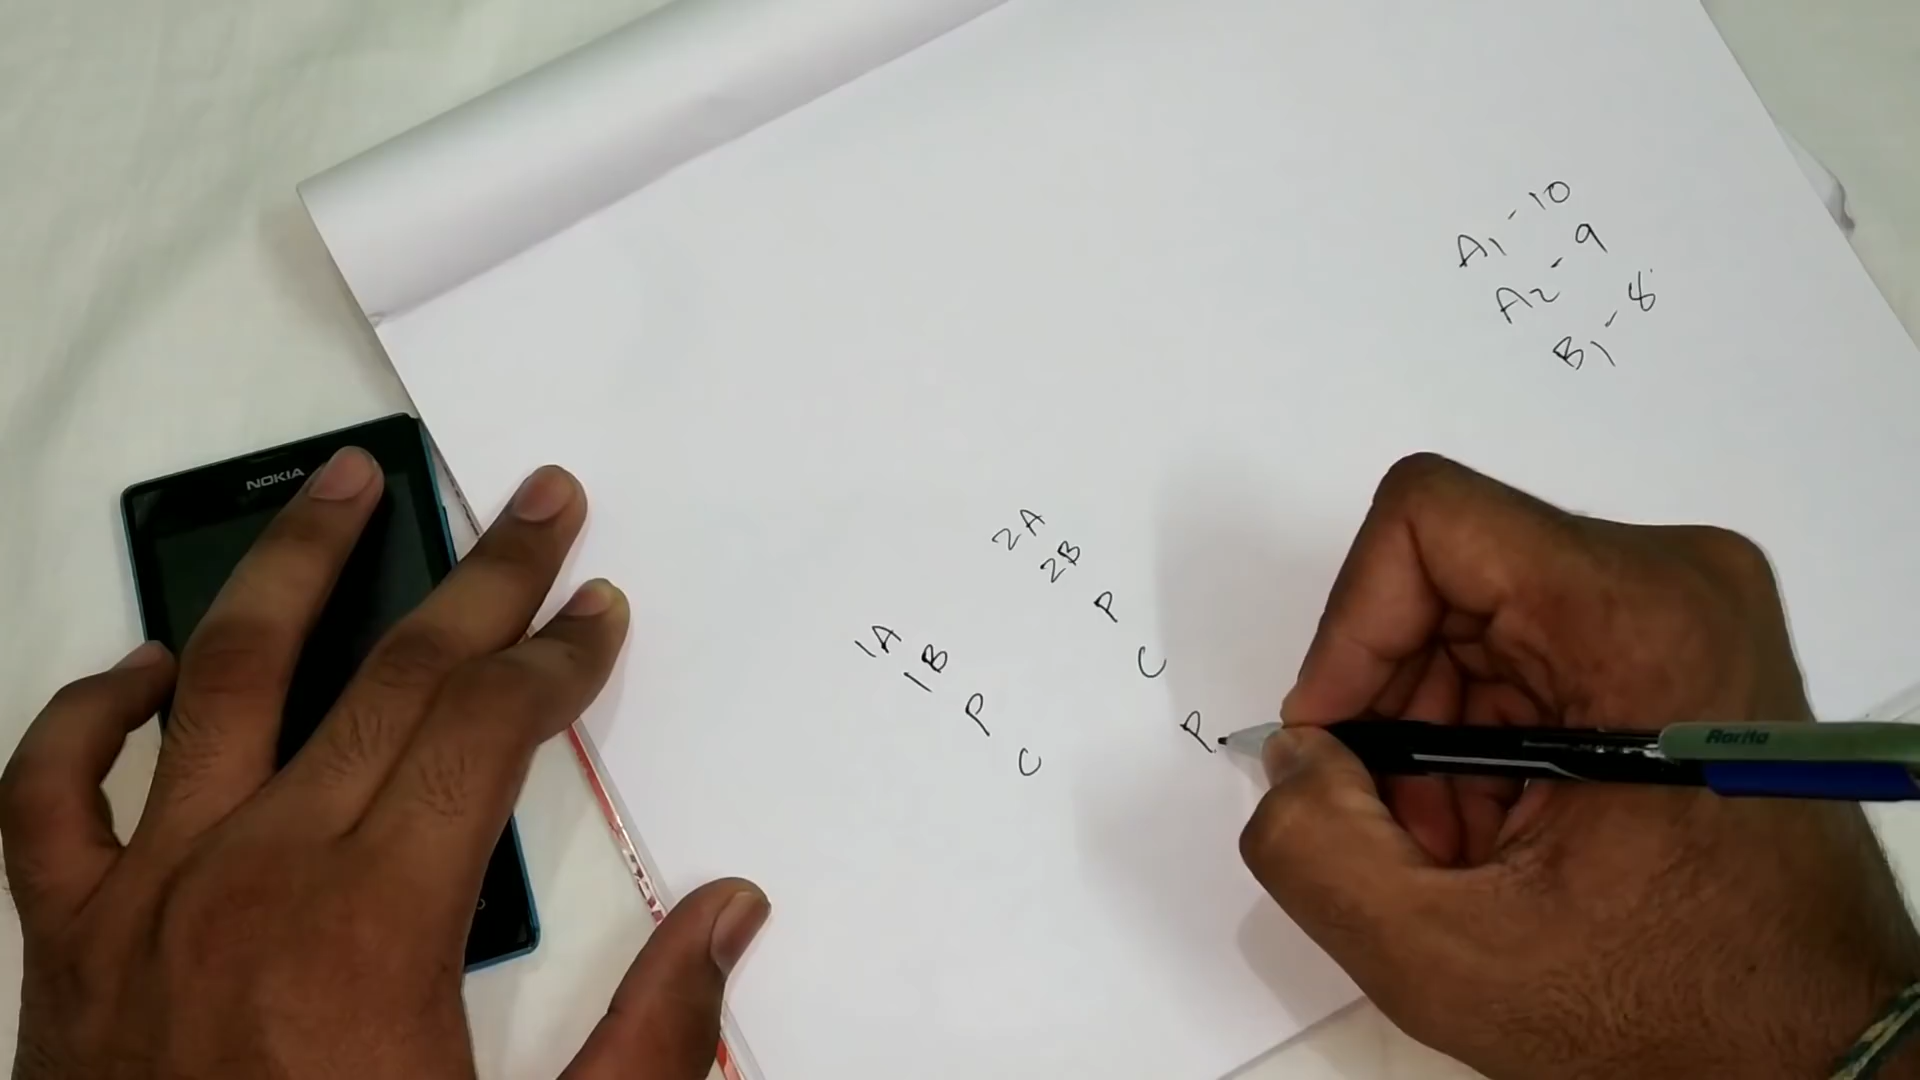 A1 - 10
A2 - 9
B1 - 8
2A
2B
P
C
P
1A
1B
P
C
NOKIA
Rorito